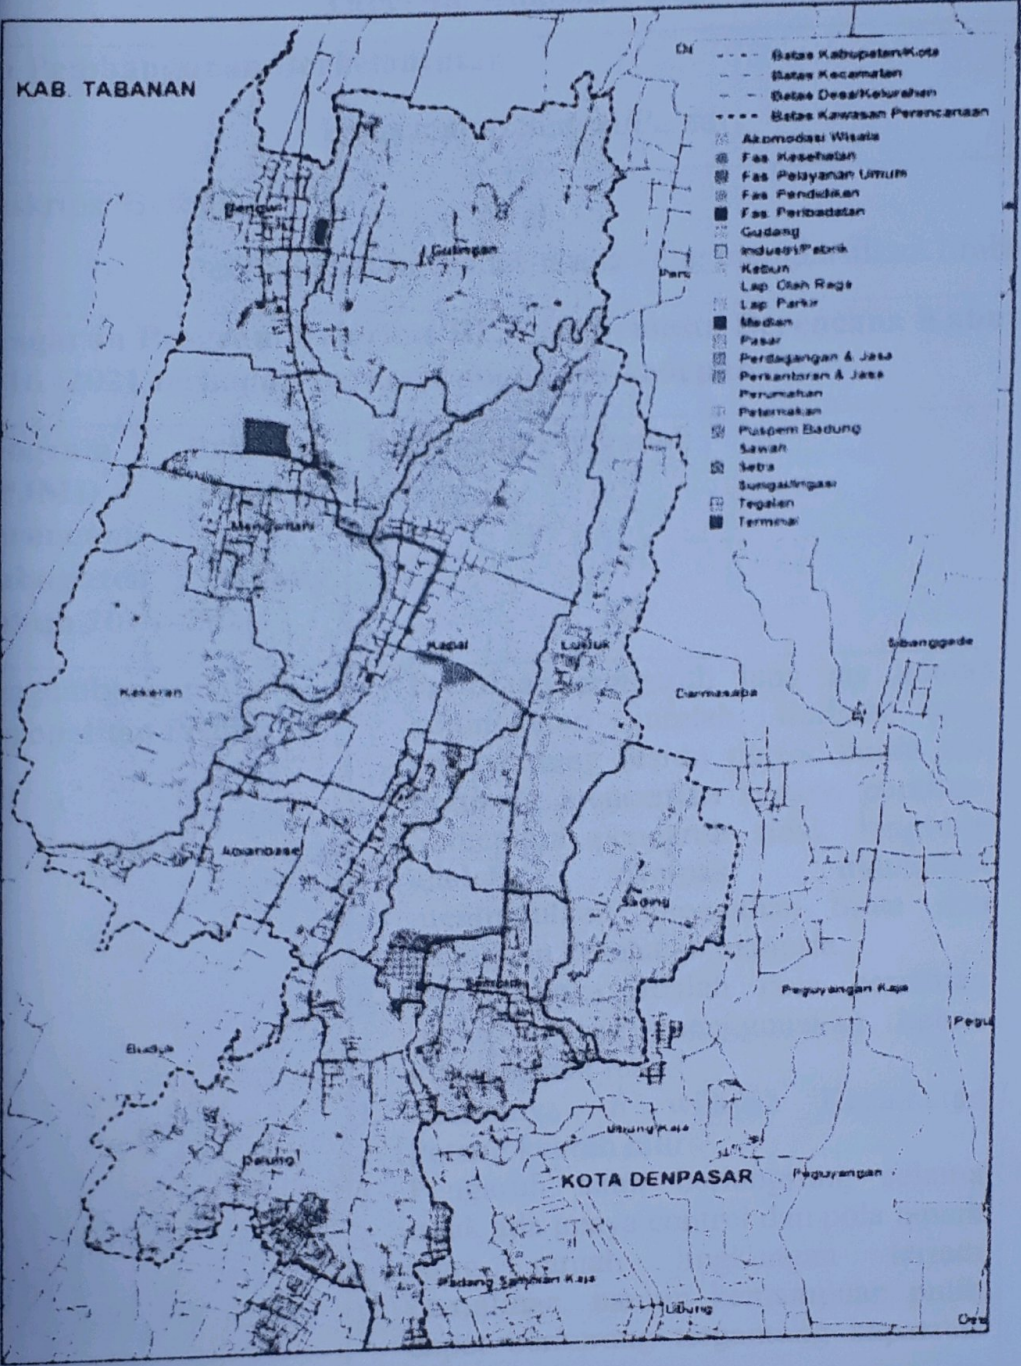 KAB. TABANAN
Batas Kabupaten/Kota
Batas Kecamatan
Batas Desa/Kelurahan
Batas Kawasan Perencanaan
Akomodasi Wisata
Fas. Kesehatan
Fas. Pelayanan Umum
Fas. Pendidikan
Fas. Peribadatan
Gudang
Industri/Pabrik
Kebun
Lap. Olah Raga
Lap. Parkir
Median
Pasar
Perdagangan & Jasa
Perkantoran & Jasa
Perumahan
Peternakan
Puspem Badung
Sawah
Setra
Sungai/Irigasi
Tegalan
Terminal
Mengwi
Gulingan
Mengwitani
Kapal
Lukluk
Sibanggede
Kekeran
Darmasaba
Abianbase
Sading
Sempidi
Peguyangan Kaja
Pegu
Buduk
Ubung Kaja
Dalung
KOTA DENPASAR
Peguyangan
Padang Sambian Kaja
Ubung